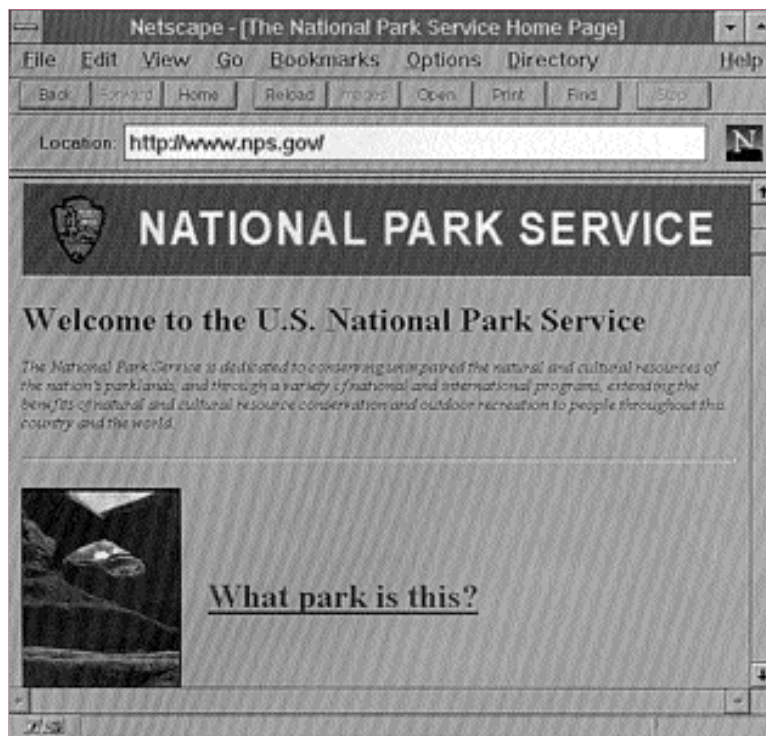 Netscape - [The National Park Service Home Page]
File Edit View Go Bookmarks Options Directory Help
Back Forward Home Reload Images Open Print Find Stop
Location: http://www.nps.gov/
N
NATIONAL PARK SERVICE
Welcome to the U.S. National Park Service
The National Park Service is dedicated to conserving unimpaired the natural and cultural resources of
the nation's parklands, and through a variety of national and international programs, extending the
benefits of natural and cultural resource conservation and outdoor recreation to people throughout this
country and the world.
What park is this?